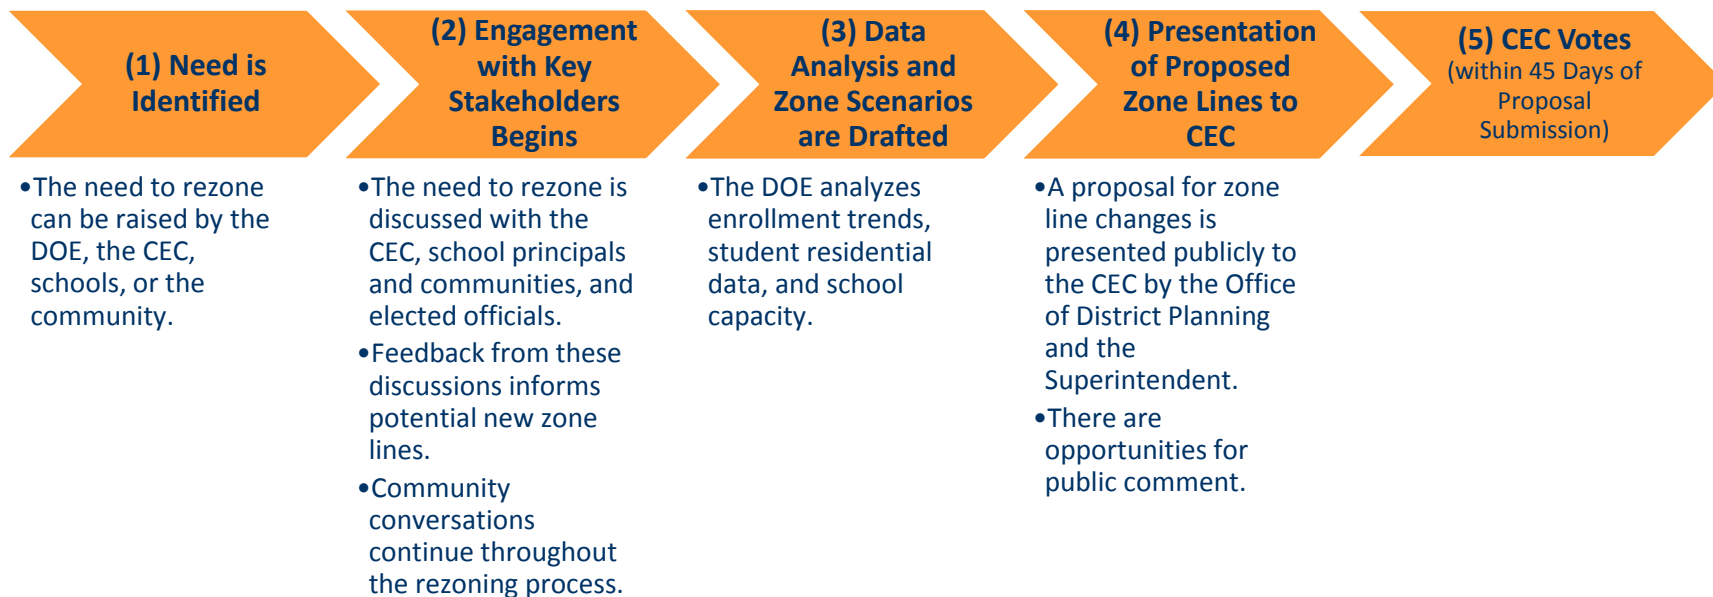 (1) Need is
Identified
•The need to rezone
can be raised by the
DOE, the CEC,
schools, or the
community.
(2) Engagement
with Key
Stakeholders
Begins
•The need to rezone is
discussed with the
CEC, school principals
and communities, and
elected officials.
•Feedback from these
discussions informs
potential new zone
lines.
•Community
conversations
continue throughout
the rezoning process.
(3) Data
Analysis and
Zone Scenarios
are Drafted
•The DOE analyzes
enrollment trends,
student residential
data, and school
capacity.
(4) Presentation
of Proposed
Zone Lines to
CEC
•A proposal for zone
line changes is
presented publicly to
the CEC by the Office
of District Planning
and the
Superintendent.
•There are
opportunities for
public comment.
(5) CEC Votes
(within 45 Days of
Proposal
Submission)